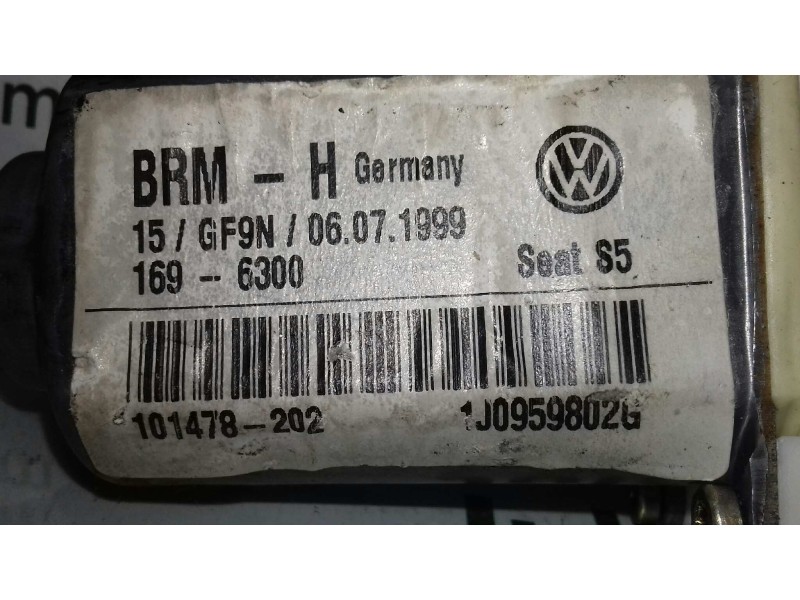 BRM - H Germany
15 / GF9N / 06.07.1999
169 - 6300 Seat S5
101478-202 1J0959802G